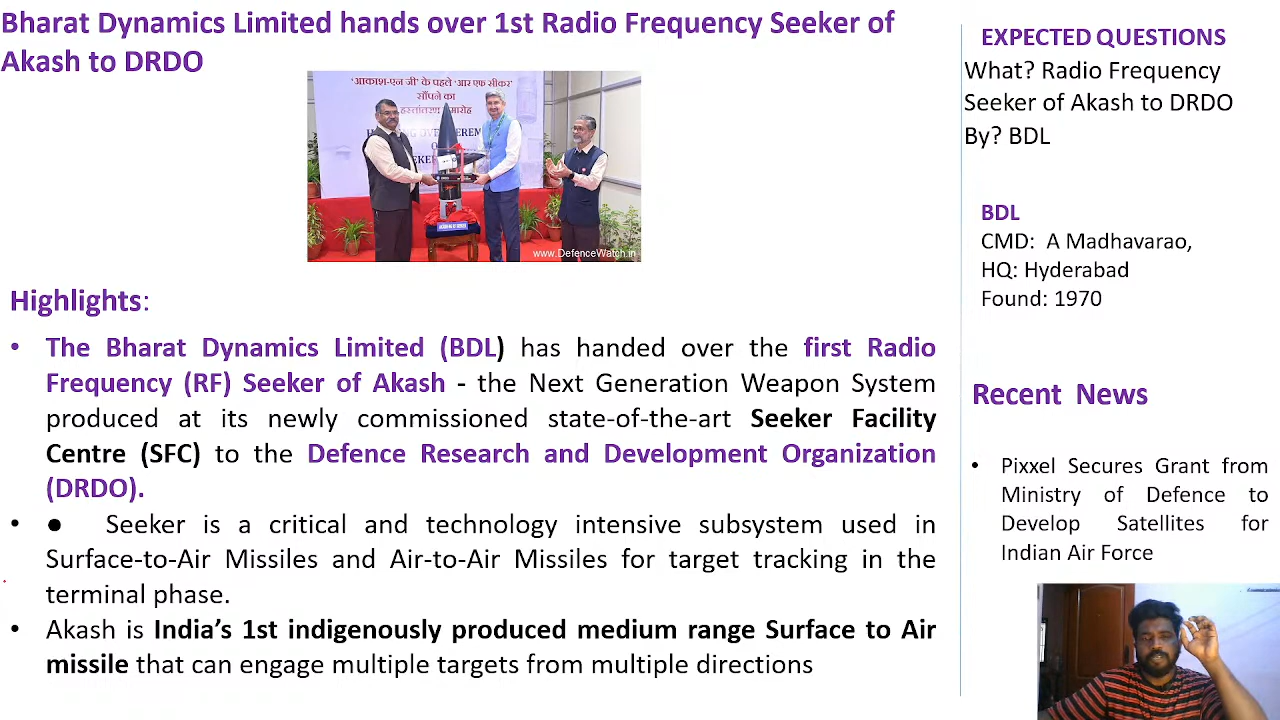 Bharat Dynamics Limited hands over 1st Radio Frequency Seeker of
Akash to DRDO
'आकाश-एन जी' के पहले 'आर एफ सीकर'
सौंपने का
www.DefenceWatch.in
Highlights:
• The Bharat Dynamics Limited (BDL) has handed over the first Radio
Frequency (RF) Seeker of Akash - the Next Generation Weapon System
produced at its newly commissioned state-of-the-art Seeker Facility
Centre (SFC) to the Defence Research and Development Organization
(DRDO).
• ● Seeker is a critical and technology intensive subsystem used in
Surface-to-Air Missiles and Air-to-Air Missiles for target tracking in the
terminal phase.
• Akash is India's 1st indigenously produced medium range Surface to Air
missile that can engage multiple targets from multiple directions
EXPECTED QUESTIONS
What? Radio Frequency
Seeker of Akash to DRDO
By? BDL
BDL
CMD: A Madhavarao,
HQ: Hyderabad
Found: 1970
Recent News
• Pixxel Secures Grant from
Ministry of Defence to
Develop Satellites for
Indian Air Force